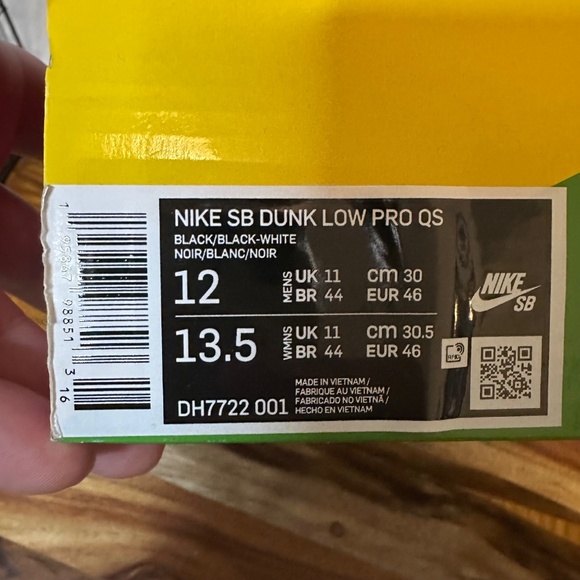 NIKE SB DUNK LOW PRO QS
BLACK/BLACK-WHITE
NOIR/BLANC/NOIR
12 MENS UK 11 cm 30
BR 44 EUR 46
13.5 WMNS UK 11 cm 30.5
BR 44 EUR 46
DH7722 001
MADE IN VIETNAM /
FABRIQUE AU VIETNAM /
FABRICADO NO VIETNÃ /
HECHO EN VIETNAM
NIKE
SB
RFID
98851 3 16